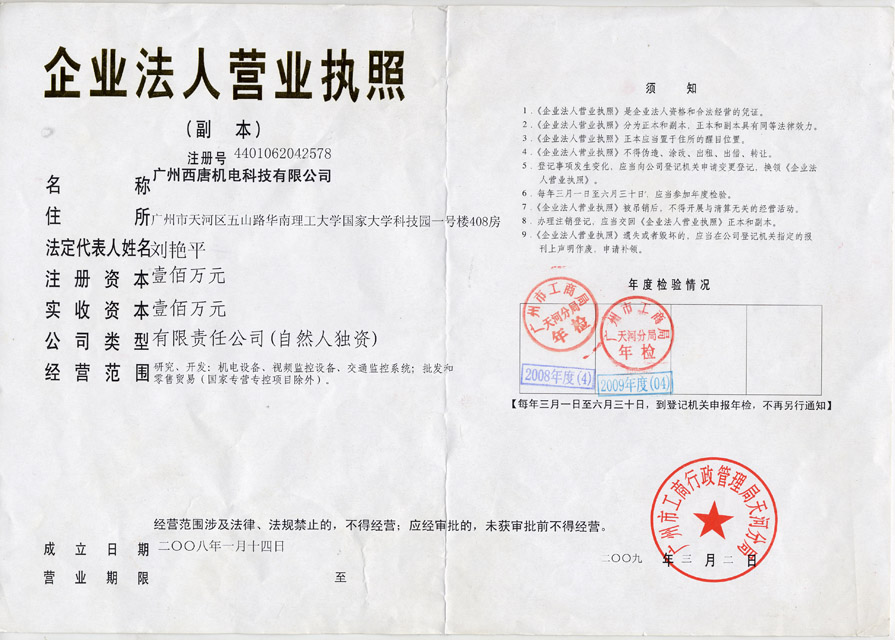 企业法人营业执照
(副 本)
注册号 4401062042578
名 称 广州西唐机电科技有限公司
住 所 广州市天河区五山路华南理工大学国家大学科技园一号楼408房
法定代表人姓名 刘艳平
注册资本 壹佰万元
实收资本 壹佰万元
公司类型 有限责任公司(自然人独资)
经营范围 研究、开发：机电设备、视频监控设备、交通监控系统；批发和
零售贸易(国家专营专控项目除外)。
经营范围涉及法律、法规禁止的，不得经营；应经审批的，未获审批前不得经营。
成立日期 二〇〇八年一月十四日
营业期限 至
须 知
1．《企业法人营业执照》是企业法人资格和合法经营的凭证。
2．《企业法人营业执照》分为正本和副本，正本和副本具有同等法律效力。
3．《企业法人营业执照》正本应当置于住所的醒目位置。
4．《企业法人营业执照》不得伪造、涂改、出租、出借、转让。
5．登记事项发生变化，应当向公司登记机关申请变更登记，换领《企业法
人营业执照》。
6．每年三月一日至六月三十日，应当参加年度检验。
7．《企业法人营业执照》被吊销后，不得开展与清算无关的经营活动。
8．办理注销登记，应当交回《企业法人营业执照》正本和副本。
9．《企业法人营业执照》遗失或者毁坏的，应当在公司登记机关指定的报
刊上声明作废，申请补领。
年度检验情况
广州市工商局
天河分局
年检
2008年度(4)
广州市工商局
天河分局
年检
2009年度(04)
【每年三月一日至六月三十日，到登记机关申报年检，不再另行通知】
广州市工商行政管理局天河分局
二〇〇九 年 三 月 二 日